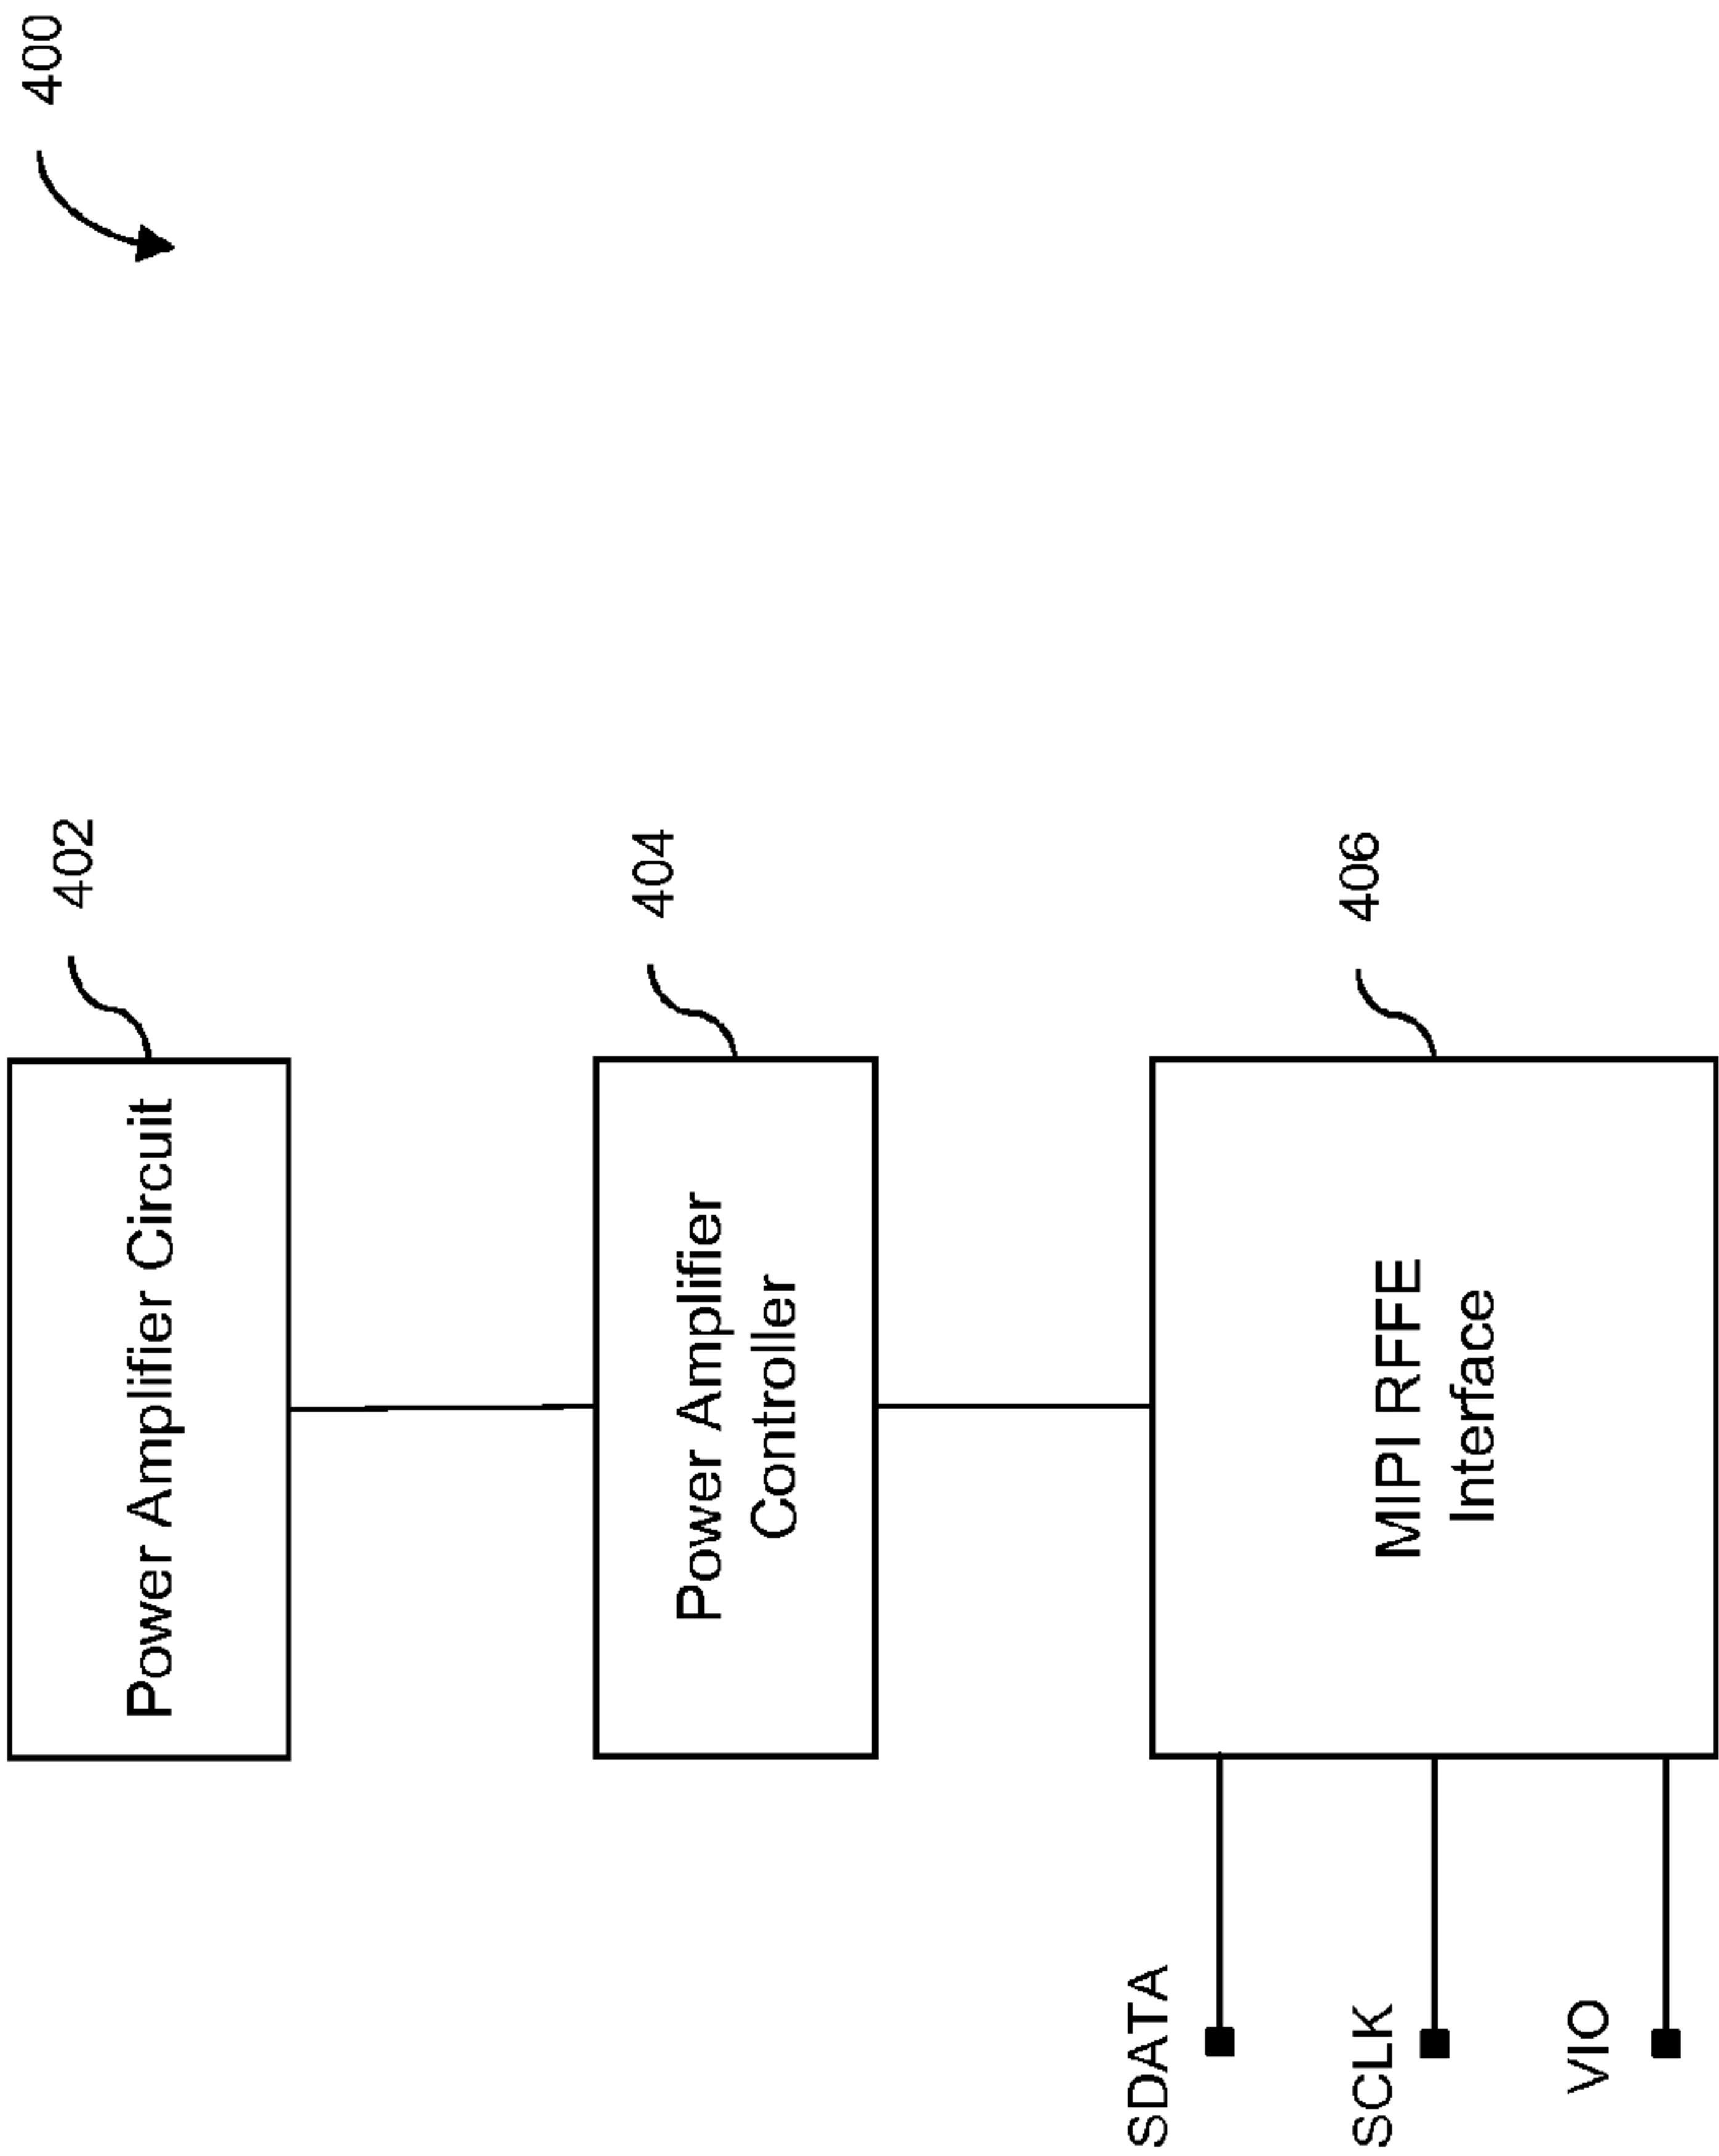 400
402
Power Amplifier Circuit
404
Power Amplifier
Controller
406
MIPI RFFE
Interface
SDATA
SCLK
VIO